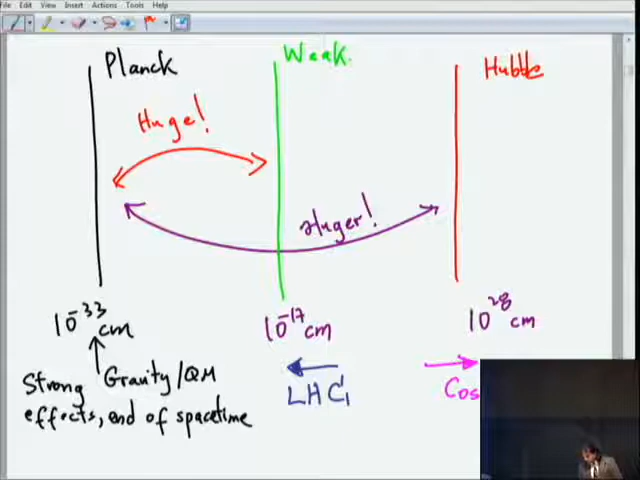 File Edit View Insert Actions Tools Help
Planck
Weak
Hubble
Huge!
Huger!
10⁻³³ cm
10⁻¹⁷ cm
10²⁸ cm
Gravity/QM
Strong
effects, end of spacetime
LHC
Cos